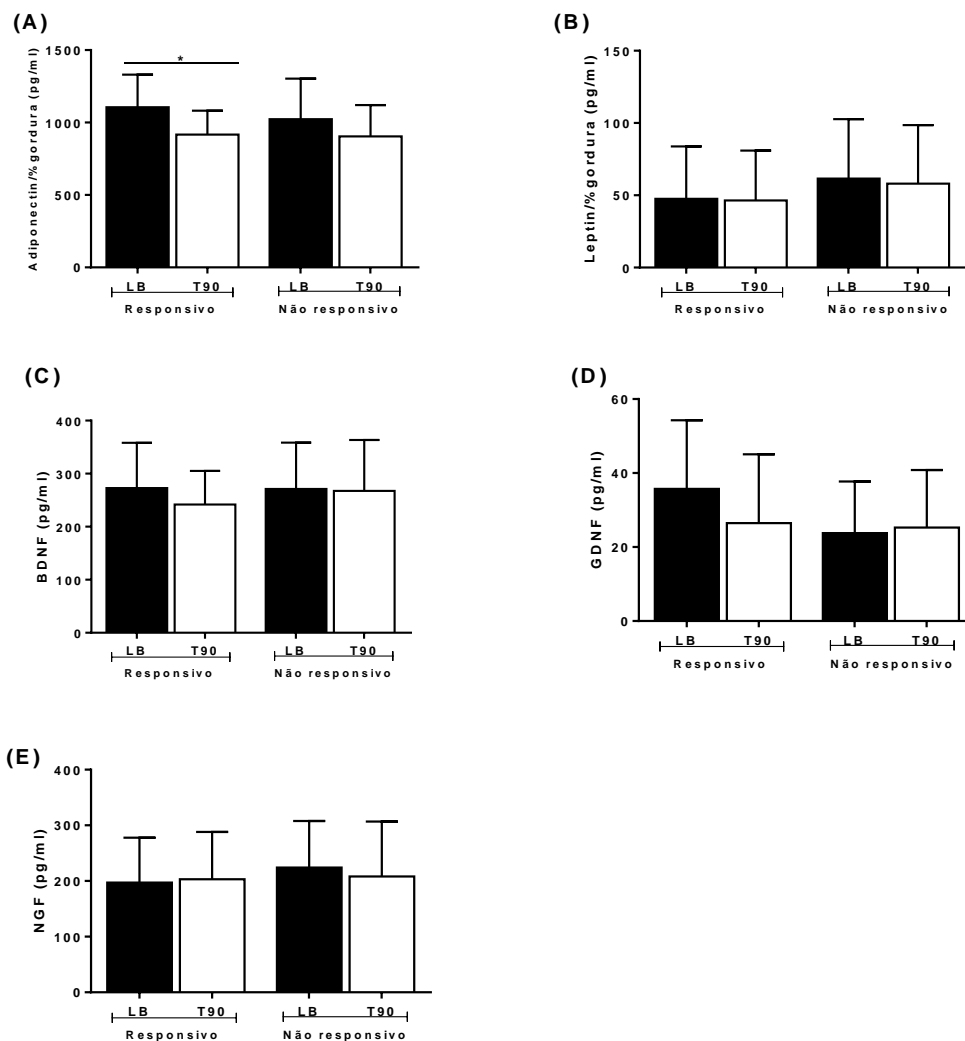 (A)
Adiponectin/%gordura (pg/ml)
1500
1000
500
0
*
LB T90 LB T90
Responsivo Não responsivo
(B)
Leptin/%gordura (pg/ml)
150
100
50
0
LB T90 LB T90
Responsivo Não responsivo
(C)
BDNF (pg/ml)
400
300
200
100
0
LB T90 LB T90
Responsivo Não responsivo
(D)
GDNF (pg/ml)
60
40
20
0
LB T90 LB T90
Responsivo Não responsivo
(E)
NGF (pg/ml)
400
300
200
100
0
LB T90 LB T90
Responsivo Não responsivo